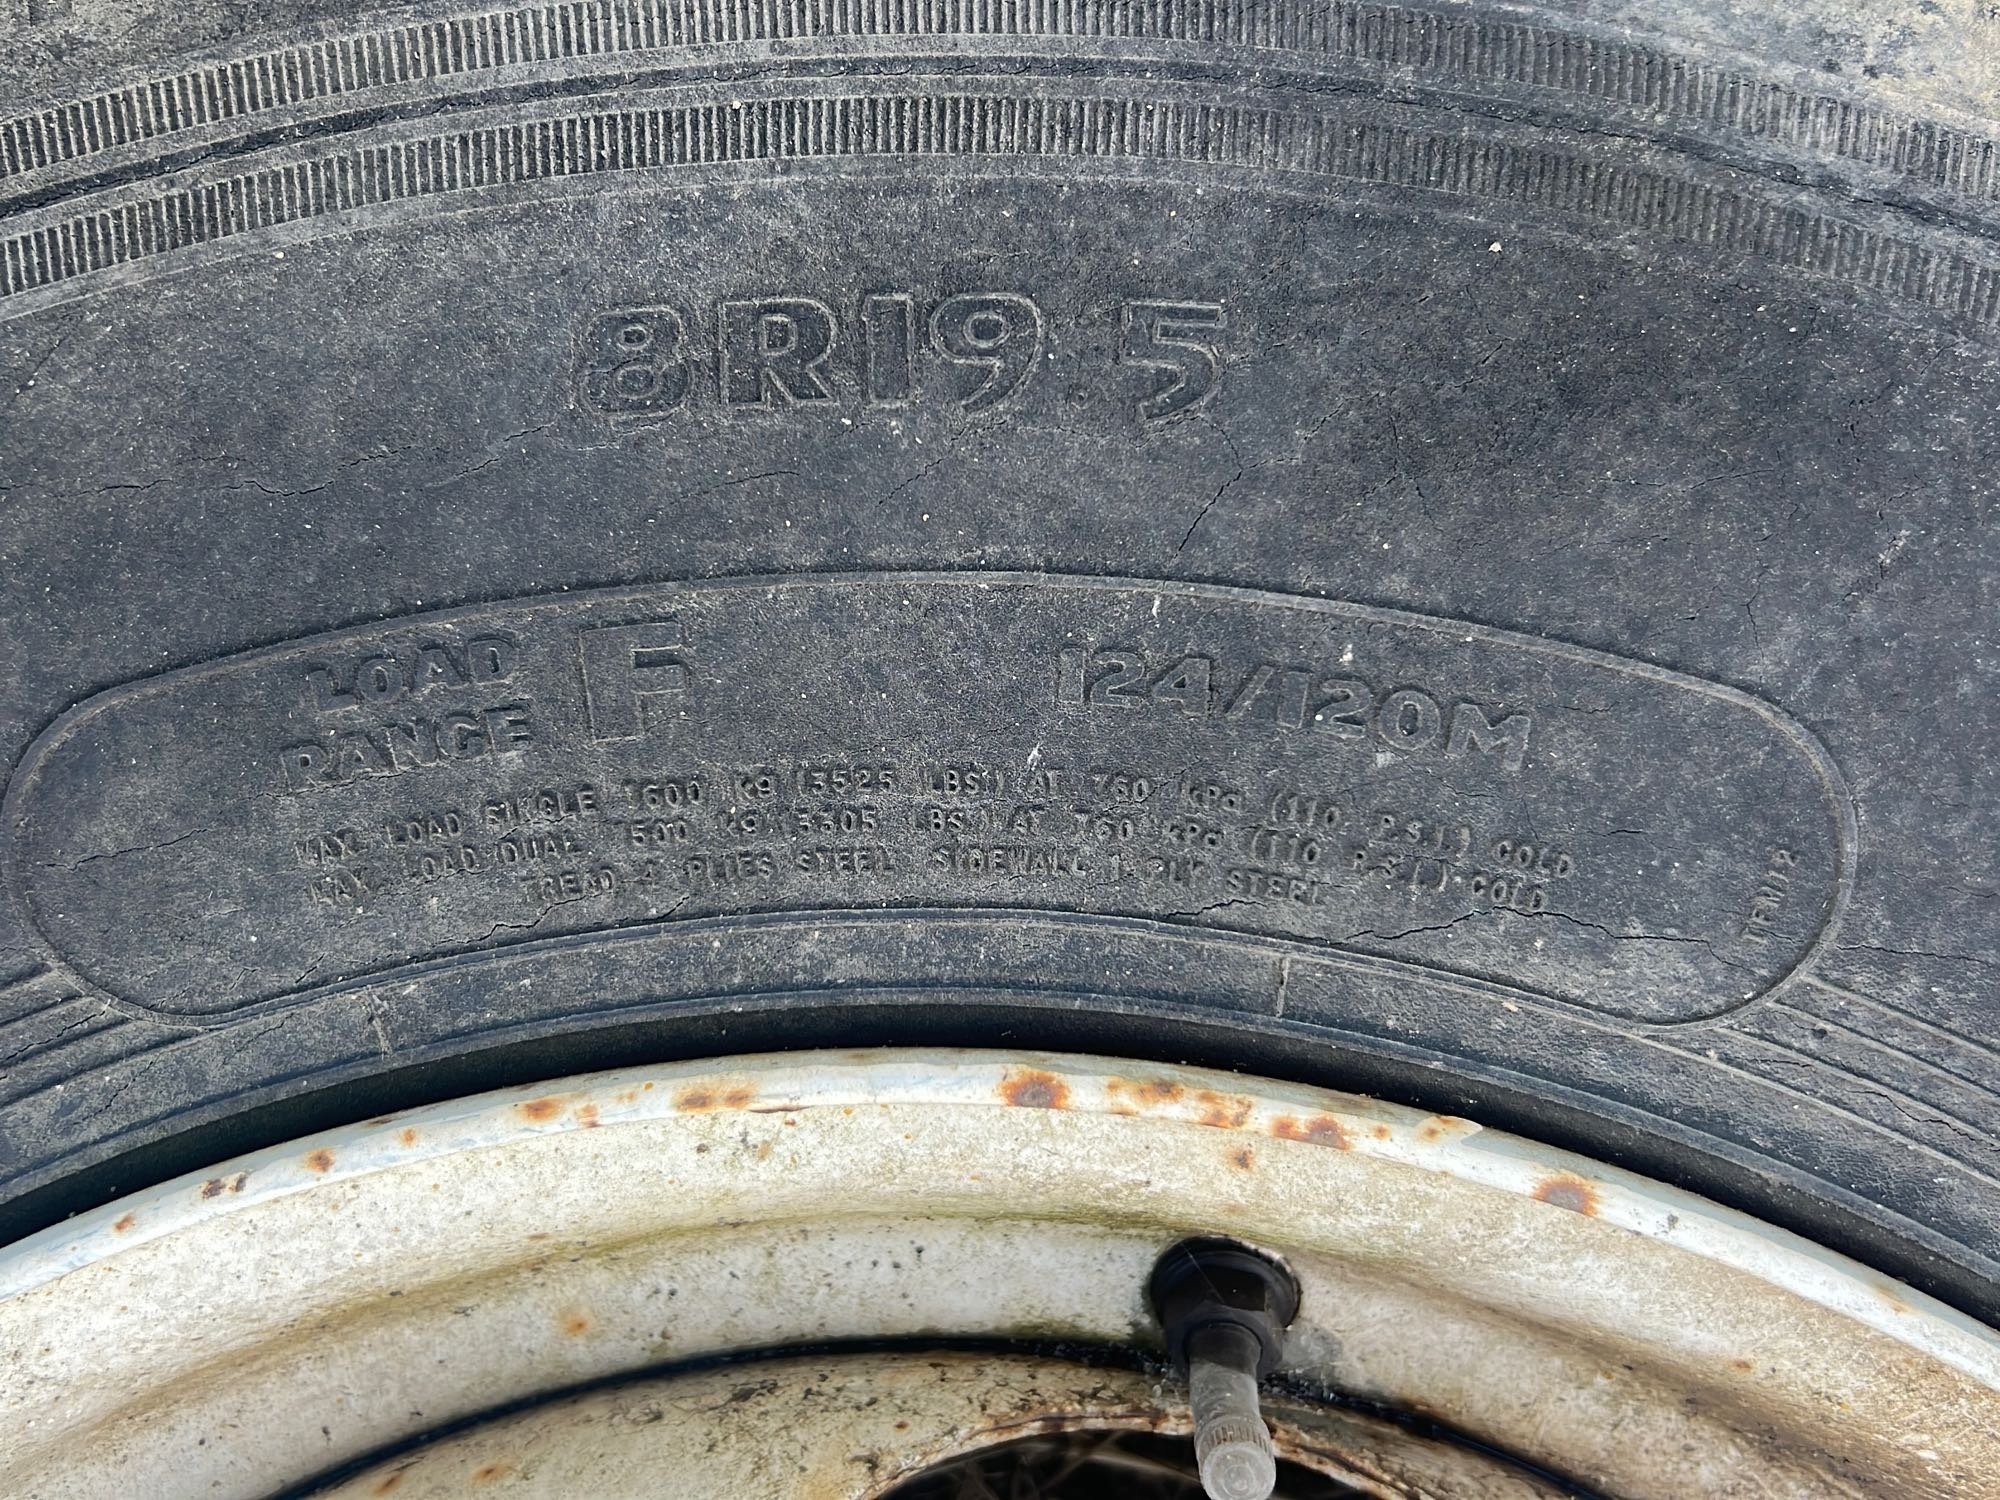 8R19.5
LOAD RANGE F
124/120M
MAX. LOAD SINGLE 1600 kg (3525 LBS) AT 760 kPa (110 P.S.I.) COLD
MAX. LOAD DUAL 1500 kg (3305 LBS) AT 760 kPa (110 P.S.I.) COLD
TREAD 4 PLIES STEEL SIDEWALL 1 PLY STEEL